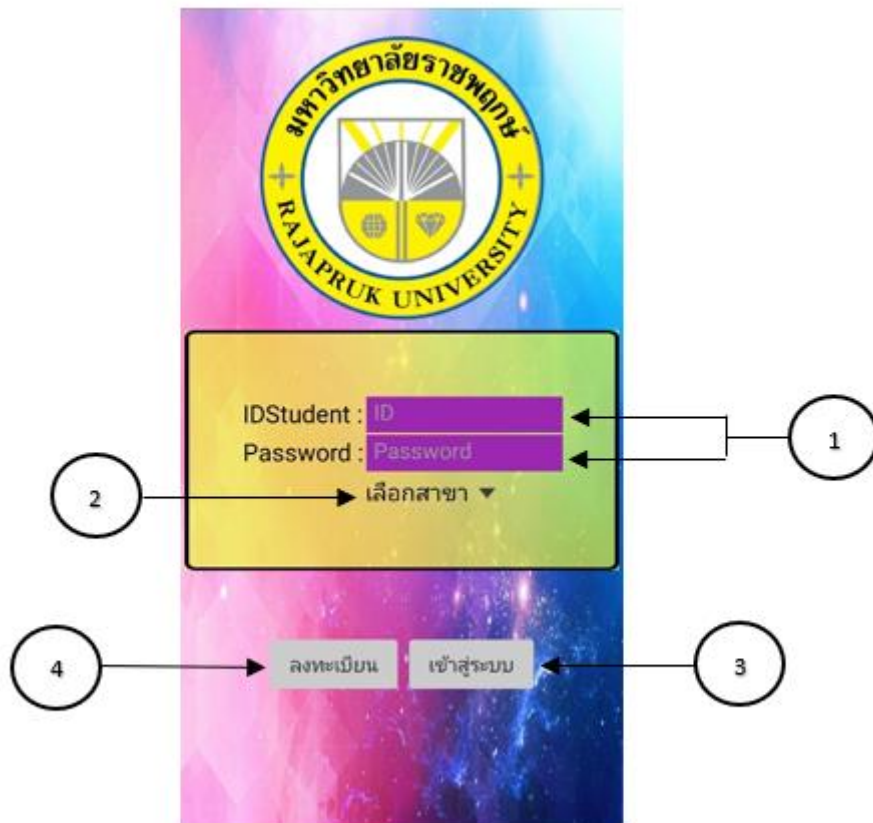 มหาวิทยาลัยราชพฤกษ์
RAJAPRUK UNIVERSITY
IDStudent : ID
1
Password : Password
2
เลือกสาขา
4
ลงทะเบียน
เข้าสู่ระบบ
3